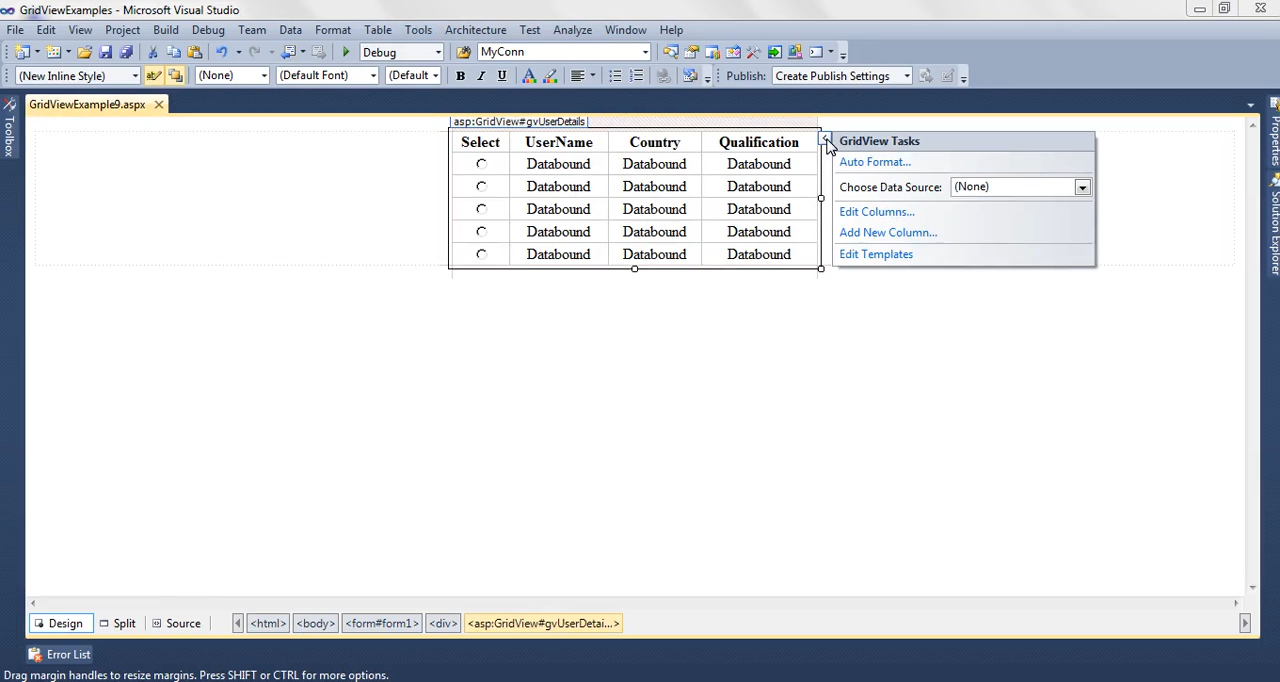 GridViewExamples - Microsoft Visual Studio
File Edit View Project Build Debug Team Data Format Table Tools Architecture Test Analyze Window Help
Debug MyConn
(New Inline Style) (None) (Default Font) (Default B I U A Publish: Create Publish Settings
GridViewExample9.aspx
Toolbox
Properties
Solution Explorer
asp:GridView#gvUserDetails
Select UserName Country Qualification
Databound Databound Databound
Databound Databound Databound
Databound Databound Databound
Databound Databound Databound
Databound Databound Databound
GridView Tasks
Auto Format...
Choose Data Source: (None)
Edit Columns...
Add New Column...
Edit Templates
Design Split Source <html> <body> <form#form1> <div> <asp:GridView#gvUserDetai...>
Error List
Drag margin handles to resize margins. Press SHIFT or CTRL for more options.